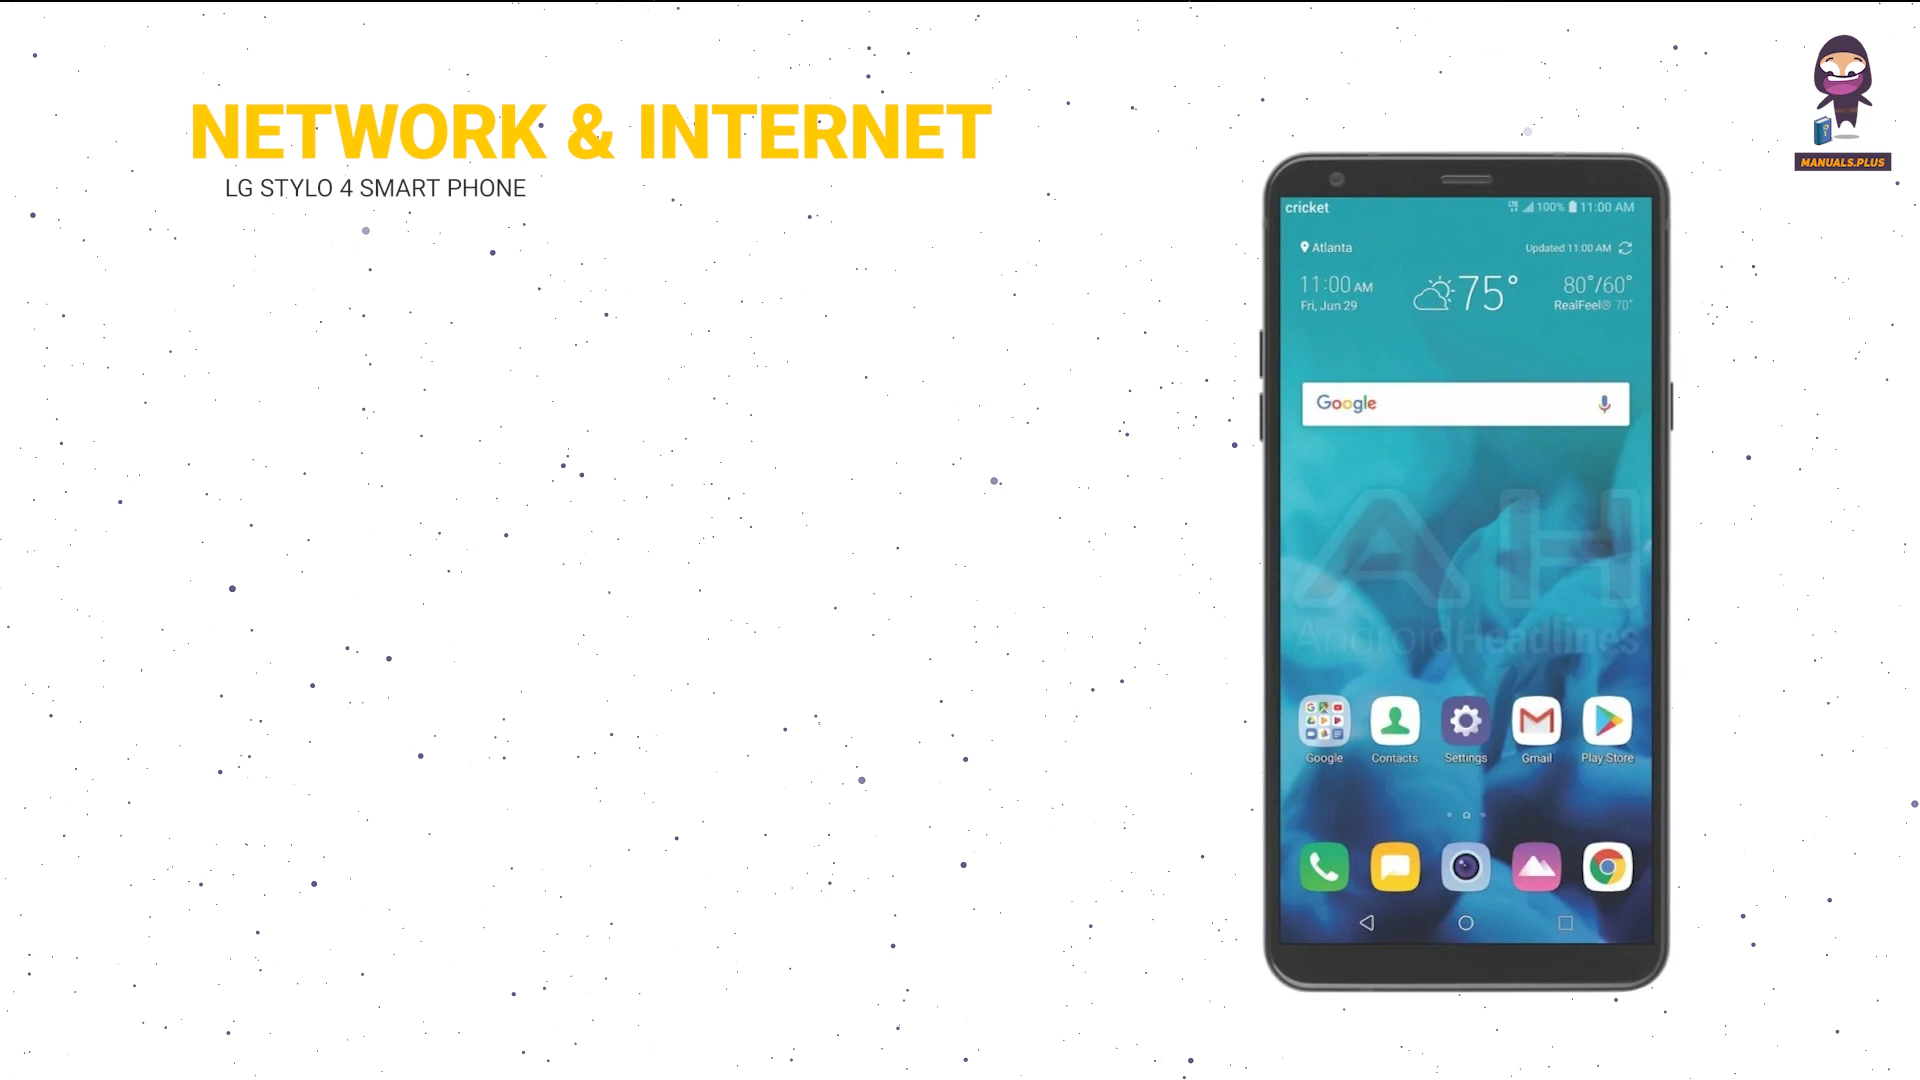 NETWORK & INTERNET
LG STYLO 4 SMART PHONE
MANUALS.PLUS
cricket
LTE 100% 11:00 AM
Atlanta
Updated 11:00 AM
11:00 AM
75°
80°/60°
Fri, Jun 29
RealFeel® 70°
Google
AH
AndroidHeadlines
Google
Contacts
Settings
Gmail
Play Store